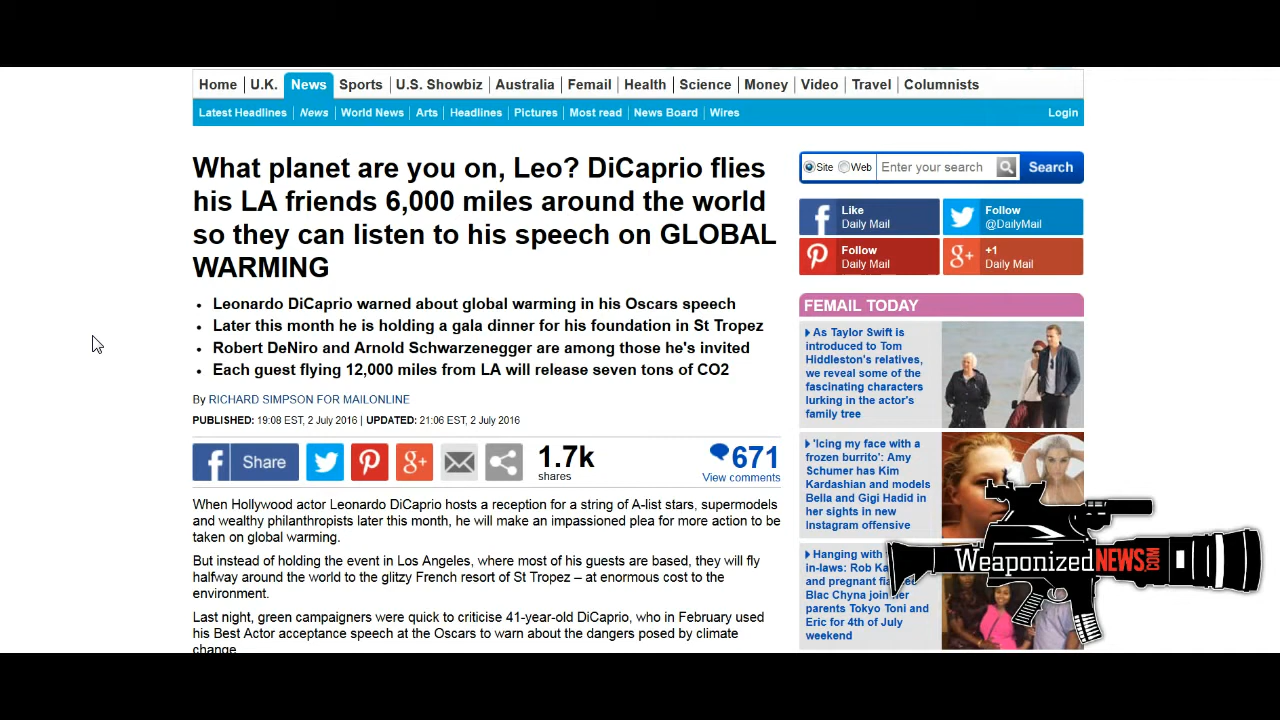 Home U.K. News Sports U.S. Showbiz Australia Femail Health Science Money Video Travel Columnists
Latest Headlines News World News Arts Headlines Pictures Most read News Board Wires Login
What planet are you on, Leo? DiCaprio flies
his LA friends 6,000 miles around the world
so they can listen to his speech on GLOBAL
WARMING
• Leonardo DiCaprio warned about global warming in his Oscars speech
• Later this month he is holding a gala dinner for his foundation in St Tropez
• Robert DeNiro and Arnold Schwarzenegger are among those he's invited
• Each guest flying 12,000 miles from LA will release seven tons of CO2
By RICHARD SIMPSON FOR MAILONLINE
PUBLISHED: 19:08 EST, 2 July 2016 | UPDATED: 21:06 EST, 2 July 2016
f Share
g+
1.7k
shares
671
View comments
When Hollywood actor Leonardo DiCaprio hosts a reception for a string of A-list stars, supermodels
and wealthy philanthropists later this month, he will make an impassioned plea for more action to be
taken on global warming.
But instead of holding the event in Los Angeles, where most of his guests are based, they will fly
halfway around the world to the glitzy French resort of St Tropez – at enormous cost to the
environment.
Last night, green campaigners were quick to criticise 41-year-old DiCaprio, who in February used
his Best Actor acceptance speech at the Oscars to warn about the dangers posed by climate
change
Site Web Enter your search Search
f Like
Daily Mail
Follow
@DailyMail
Follow
Daily Mail
g+ +1
Daily Mail
FEMAIL TODAY
As Taylor Swift is
introduced to Tom
Hiddleston's relatives,
we reveal some of the
fascinating characters
lurking in the actor's
family tree
'Icing my face with a
frozen burrito': Amy
Schumer has Kim
Kardashian and models
Bella and Gigi Hadid in
her sights in new
Instagram offensive
Hanging with
in-laws: Rob
and pregnant
Blac Chyna join her
parents Tokyo Toni and
Eric for 4th of July
weekend
WeaponizedNEWS.COM